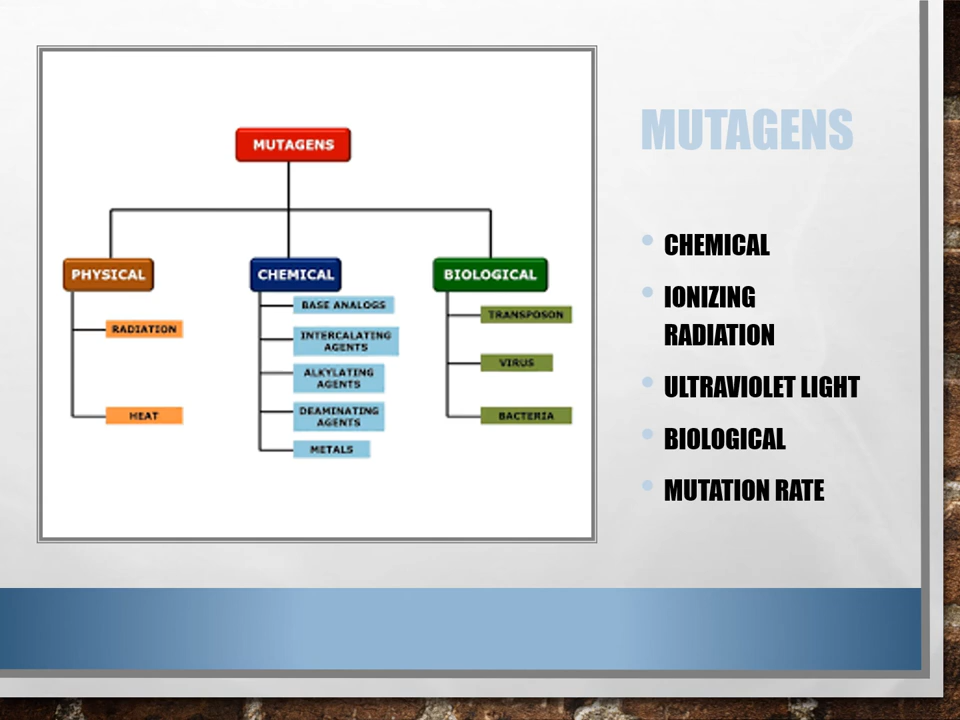 MUTAGENS
PHYSICAL
CHEMICAL
BIOLOGICAL
RADIATION
HEAT
BASE ANALOGS
INTERCALATING
AGENTS
ALKYLATING
AGENTS
DEAMINATING
AGENTS
METALS
TRANSPOSON
VIRUS
BACTERIA
MUTAGENS
• CHEMICAL
• IONIZING
RADIATION
• ULTRAVIOLET LIGHT
• BIOLOGICAL
• MUTATION RATE